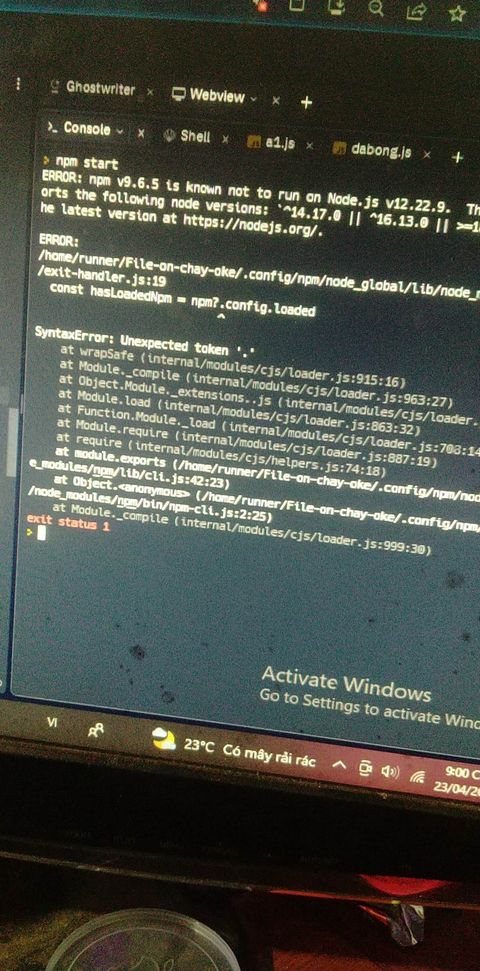 Ghostwriter × Webview × +
Console × Shell × a1.js × dabong.js × +
> npm start
ERROR: npm v9.6.5 is known not to run on Node.js v12.22.9.
orts the following node versions: `^14.17.0 || ^16.13.0 ||
he latest version at https://nodejs.org/.
ERROR:
/home/runner/File-on-chay-oke/.config/npm/node_global/lib/
/exit-handler.js:19
const hasLoadedNpm = npm?.config.loaded
^
SyntaxError: Unexpected token '.'
at wrapSafe (internal/modules/cjs/loader.js:915:16)
at Module._compile (internal/modules/cjs/loader.js:963:27)
at Object.Module._extensions..js (internal/modules/cjs/loader.
at Module.load (internal/modules/cjs/loader.js:863:32)
at Function.Module._load (internal/modules/cjs/loader.js:708:14
at Module.require (internal/modules/cjs/loader.js:887:19)
at require (internal/modules/cjs/helpers.js:74:18)
at module.exports (/home/runner/File-on-chay-oke/.config/npm/nod
e_modules/npm/lib/cli.js:42:23)
at Object.<anonymous> (/home/runner/File-on-chay-oke/.config/npm/
/node_modules/npm/bin/npm-cli.js:2:25)
at Module._compile (internal/modules/cjs/loader.js:999:30)
exit status 1
>
Activate Windows
Go to Settings to activate
VI 23°C Có mây rải rác 9:00
23/04/20